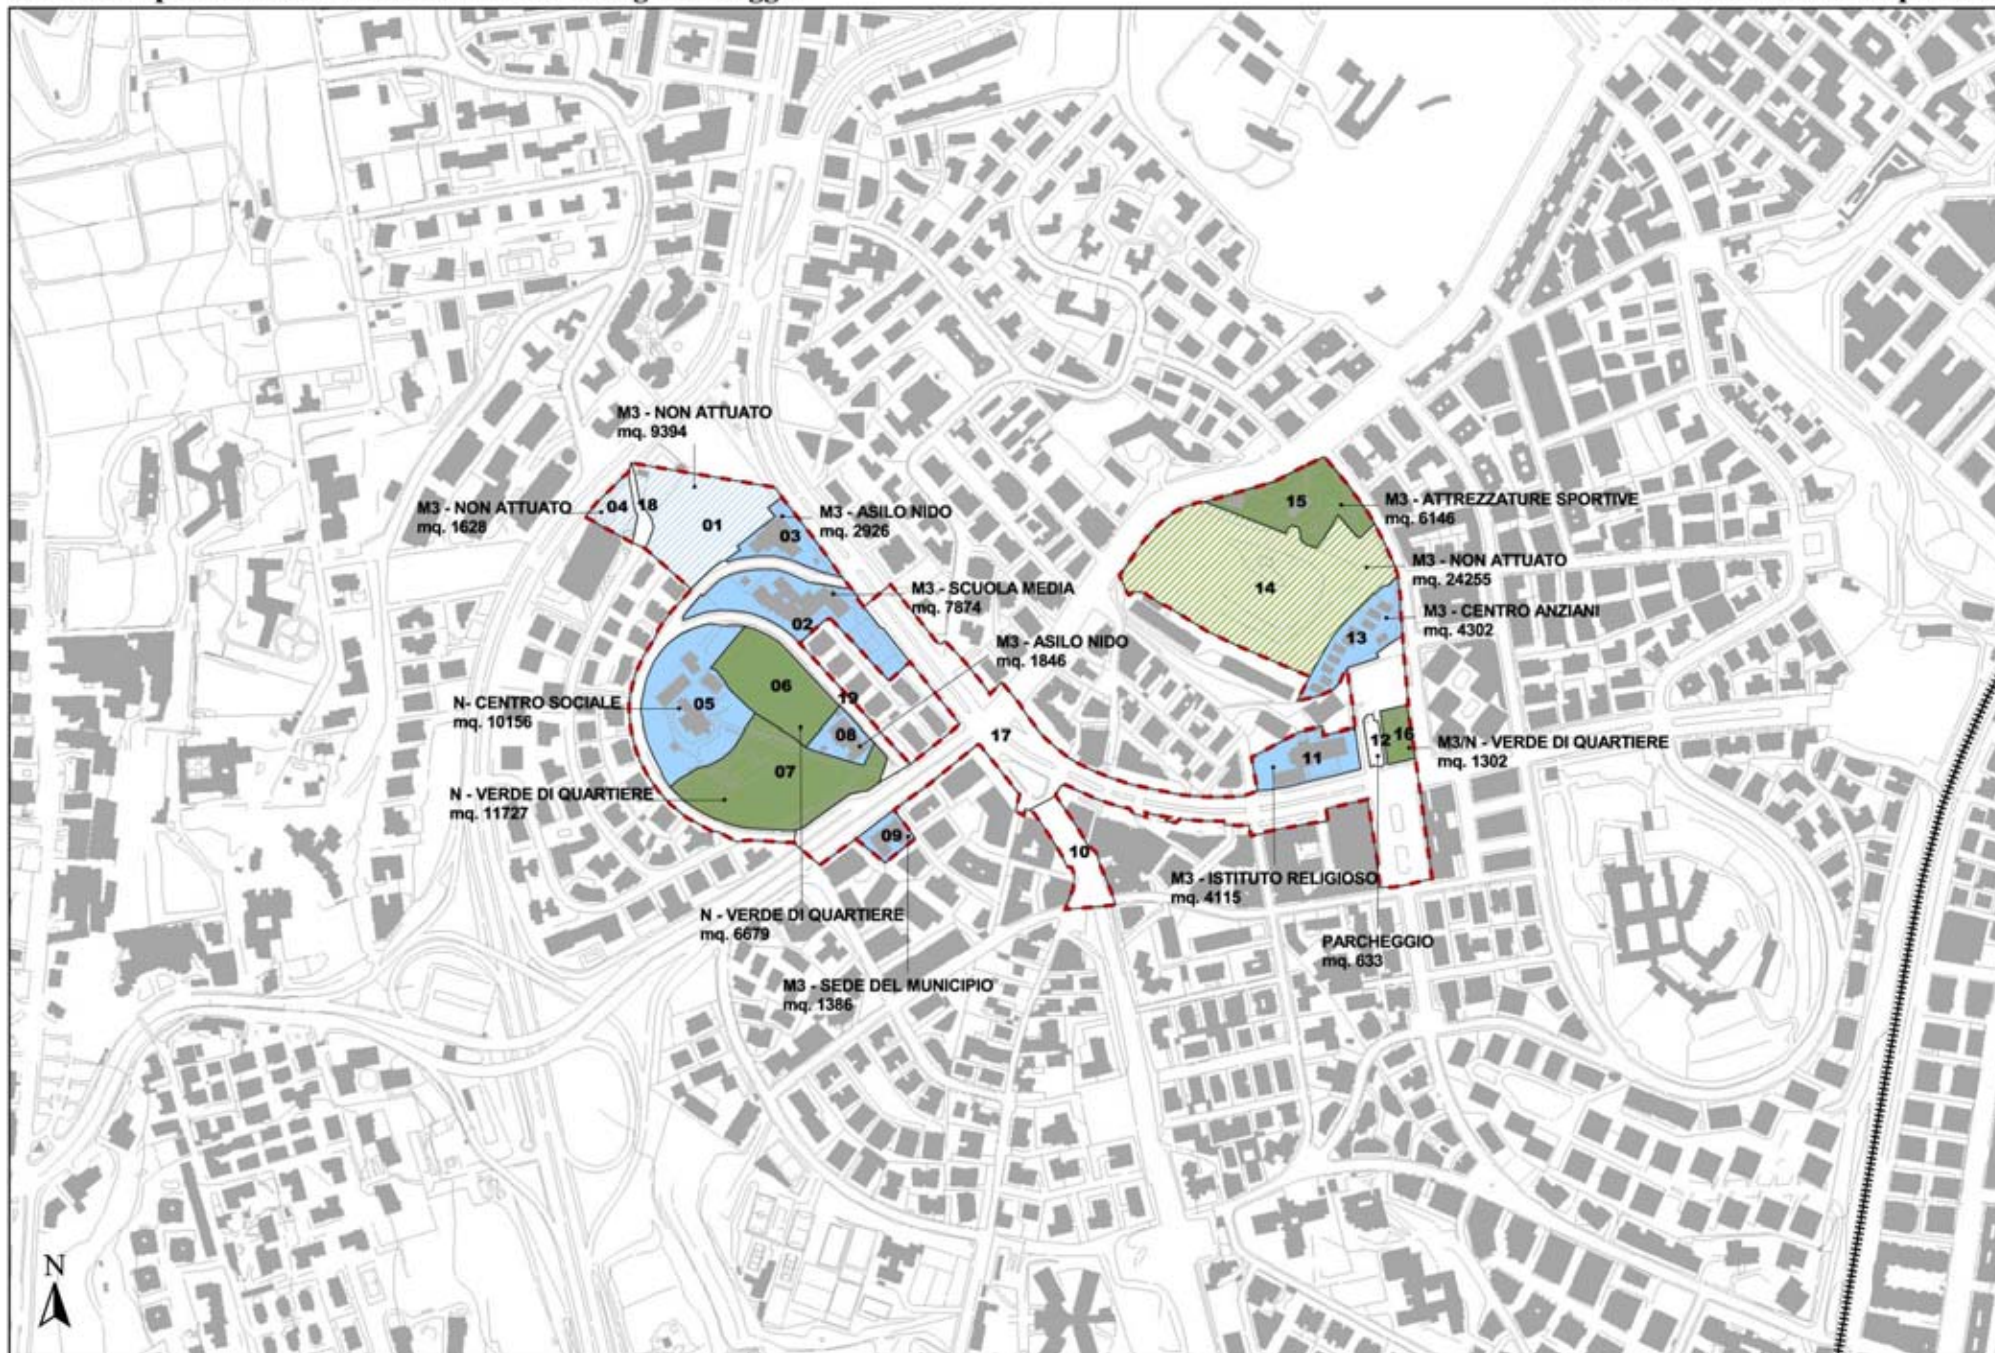 M3 - NON ATTUATO
mq. 9394
M3 - NON ATTUATO
mq. 1628
04
18
01
03
M3 - ASILO NIDO
mq. 2926
15
M3 - ATTREZZATURE SPORTIVE
mq. 6146
M3 - NON ATTUATO
mq. 24255
14
M3 - SCUOLA MEDIA
mq. 7874
02
M3 - CENTRO ANZIANI
mq. 4302
13
M3 - ASILO NIDO
mq. 1846
06
19
N- CENTRO SOCIALE
mq. 10156
05
08
17
12
16
M3/N - VERDE DI QUARTIERE
mq. 1302
11
07
N - VERDE DI QUARTIERE
mq. 11727
09
10
M3 - ISTITUTO RELIGIOSO
mq. 4115
N - VERDE DI QUARTIERE
mq. 6679
PARCHEGGIO
mq. 633
M3 - SEDE DEL MUNICIPIO
mq. 1386
N